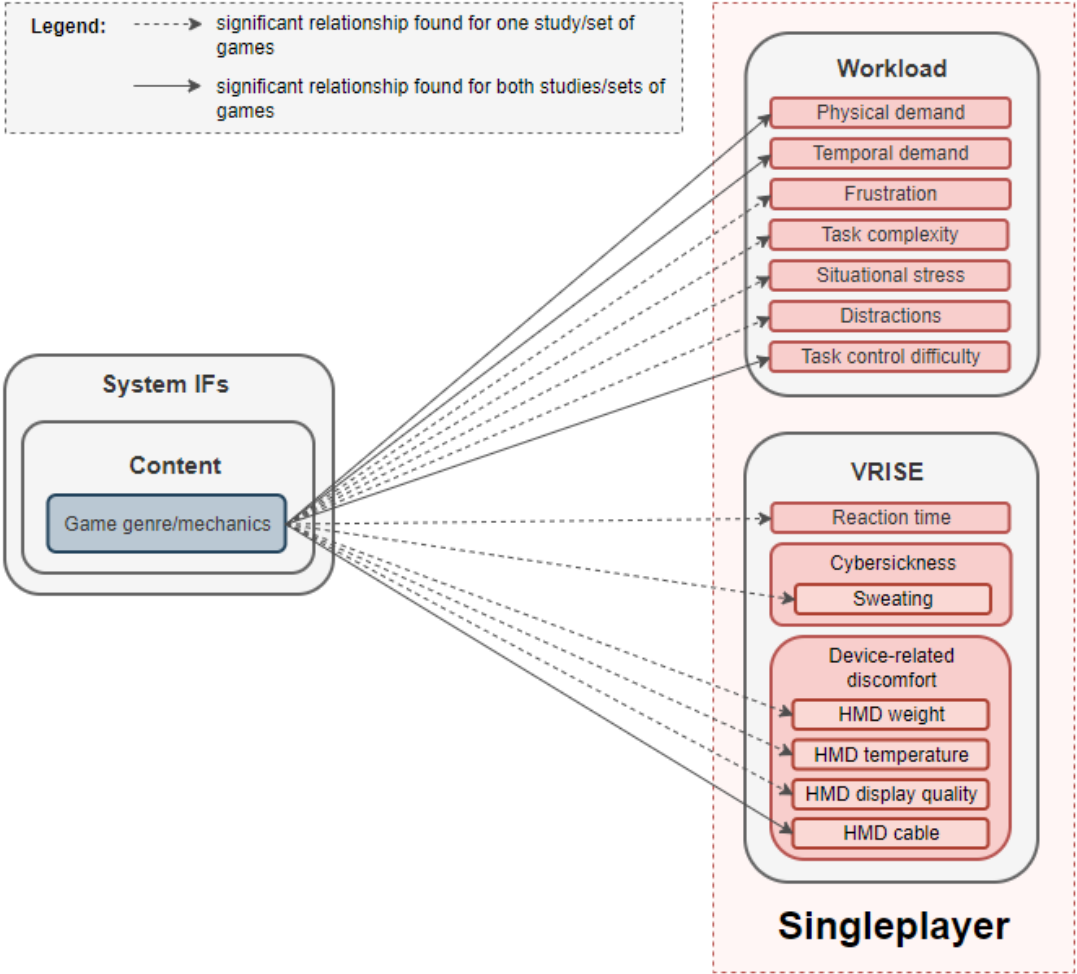 Legend:
significant relationship found for one study/set of
games
significant relationship found for both studies/sets of
games
System IFs
Content
Game genre/mechanics
Workload
Physical demand
Temporal demand
Frustration
Task complexity
Situational stress
Distractions
Task control difficulty
VRISE
Reaction time
Cybersickness
Sweating
Device-related
discomfort
HMD weight
HMD temperature
HMD display quality
HMD cable
Singleplayer